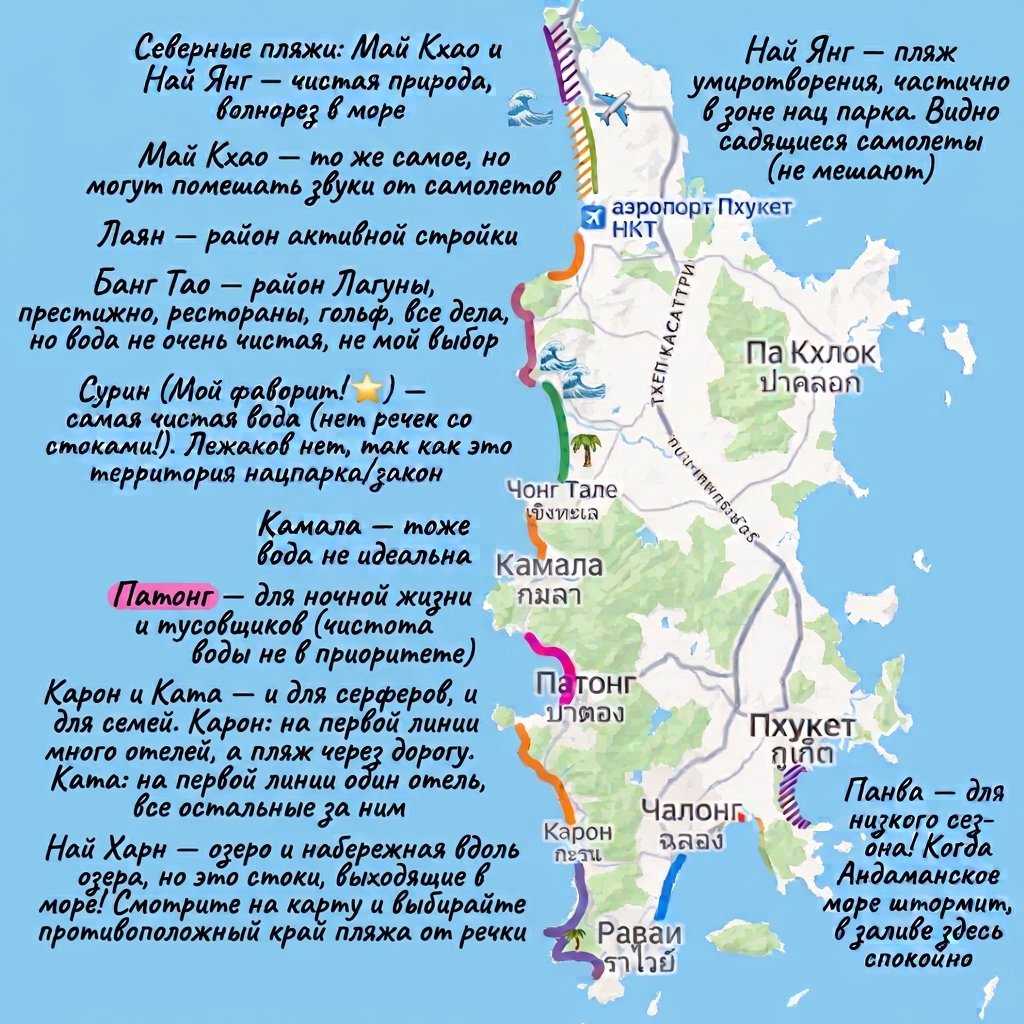 Северные пляжи: Май Кхао и
Най Янг — чистая природа,
волнорез в море
Май Кхао — то же самое, но
могут помешать звуки от самолетов
Лаян — район активной стройки
Банг Тао — район Лагуны,
престижно, рестораны, гольф, все дела,
но вода не очень чистая, не мой выбор
Сурин (Мой фаворит!⭐) —
самая чистая вода (нет речек со
стоками!). Лежаков нет, так как это
территория нацпарка/закон
Камала — тоже
вода не идеальна
Патонг — для ночной жизни
и тусовщиков (чистота
воды не в приоритете)
Карон и Ката — и для серферов, и
для семей. Карон: на первой линии
много отелей, а пляж через дорогу.
Ката: на первой линии один отель,
все остальные за ним
Най Харн — озеро и набережная вдоль
озера, но это стоки, выходящие в
море! Смотрите на карту и выбирайте
противоположный край пляжа от речки
Най Янг — пляж
умиротворения, частично
в зоне нац парка. Видно
садящиеся самолеты
(не мешают)
аэропорт Пхукет
НКТ
ТХЕП КАСАТТРИ
Па Кхлок
ป่าคลอก
Чонг Тале
เชิงทะเล
Камала
กมลา
Патонг
ป่าตอง
Пхукет
ภูเก็ต
Чалонг
ฉลอง
Карон
กะรน
Раваи
ราไวย์
Панва — для
низкого сез-
она! Когда
Андаманское
море штормит,
в заливе здесь
спокойно